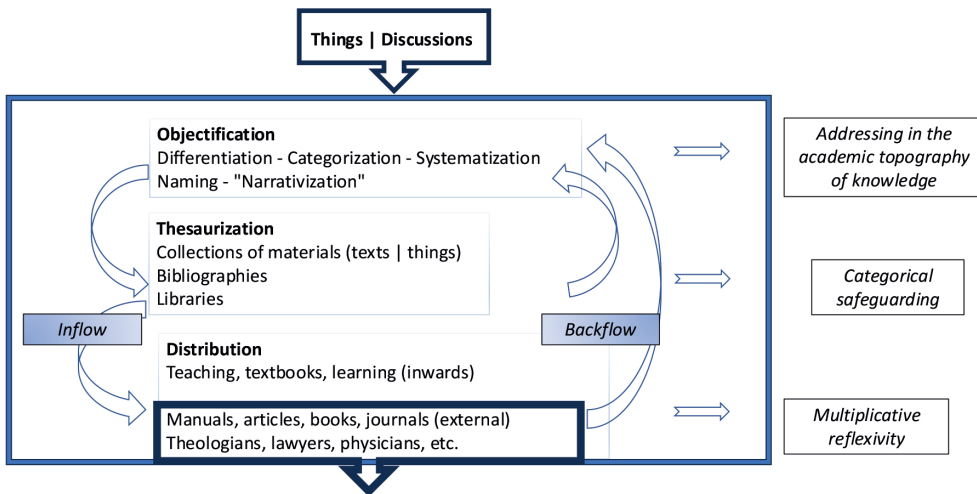 Things | Discussions
Objectification
Differentiation - Categorization - Systematization
Naming - "Narrativization"
Addressing in the
academic topography
of knowledge
Thesaurization
Collections of materials (texts | things)
Bibliographies
Libraries
Categorical
safeguarding
Inflow
Backflow
Distribution
Teaching, textbooks, learning (inwards)
Manuals, articles, books, journals (external)
Theologians, lawyers, physicians, etc.
Multiplicative
reflexivity